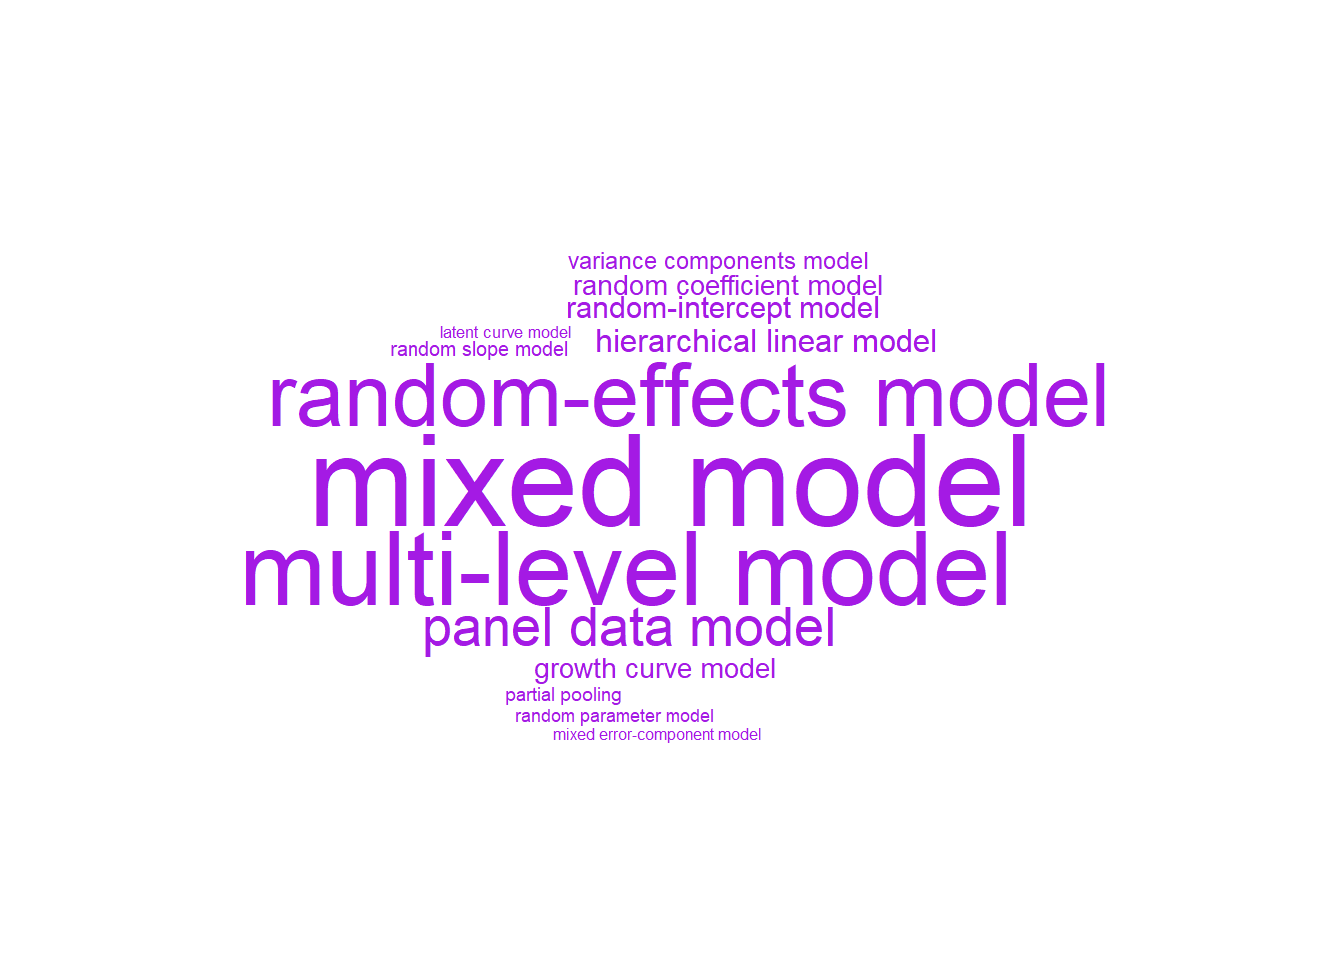 variance components model
random coefficient model
random-intercept model
latent curve model
hierarchical linear model
random slope model
random-effects model
mixed model
multi-level model
panel data model
growth curve model
partial pooling
random parameter model
mixed error-component model